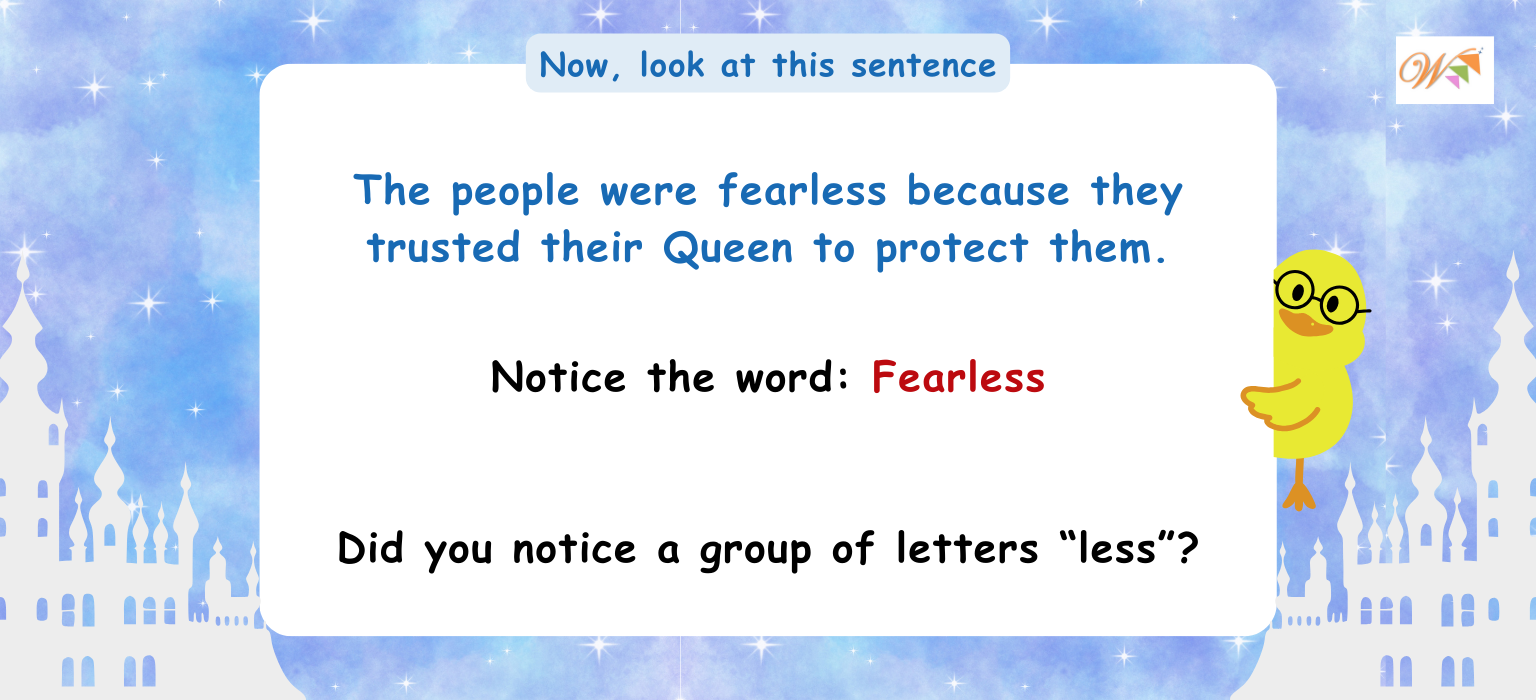 Now, look at this sentence
The people were fearless because they
trusted their Queen to protect them.
Notice the word: Fearless
Did you notice a group of letters “less”?
W